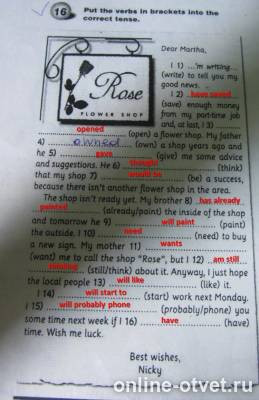 16 Put the verbs in brackets into the
correct tense.
Rose
FLOWER SHOP
Dear Martha,
I 1) ...'m writing...
(write) to tell you my
good news.
I 2) have saved
(save) enough money
from my part-time job
and, at last, I 3)
opened (open) a flower shop. My father
4) owned (own) a shop years ago and
he 5) gave (give) me some advice
and suggestions. He 6) thought (think)
that my shop 7) would be (be) a success,
because there isn't another flower shop in the area.
The shop isn't ready yet. My brother 8) has already
painted (already/paint) the inside of the shop
and tomorrow he 9) will paint (paint)
the outside. I 10) need (need) to buy
a new sign. My mother 11) wants
(want) me to call the shop "Rose", but I 12) am still
thinking (still/think) about it. Anyway, I just hope
the local people 13) will like (like) it.
I 14) will start to (start) work next Monday.
I 15) will probably phone (probably/phone) you
some time next week if I 16) have (have)
time. Wish me luck.
Best wishes,
Nicky
online-otvet.ru